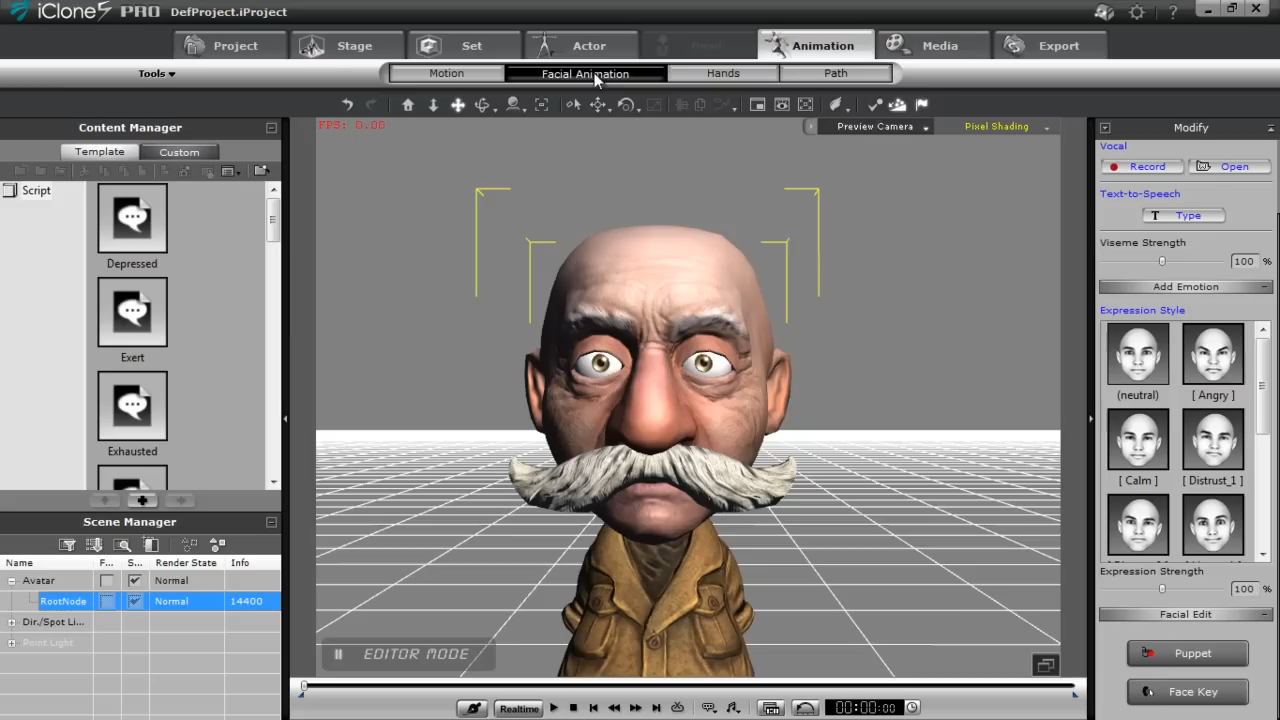 iClone5 PRO DefProject.iProject
Project Stage Set Actor Head Animation Media Export
Tools Motion Facial Animation Hands Path
Content Manager
Template Custom
Script
Depressed
Exert
Exhausted
Scene Manager
Name F... S... Render State Info
Avatar Normal
RootNode Normal 14400
Dir./Spot Li...
Point Light
FPS: 0.00
Preview Camera Pixel Shading
EDITOR MODE
Realtime 00:00:00
Modify
Vocal
Record Open
Text-to-Speech
T Type
Viseme Strength
100 %
Add Emotion
Expression Style
(neutral) [ Angry ]
[ Calm ] [ Distrust_1 ]
Expression Strength
100 %
Facial Edit
Puppet
Face Key